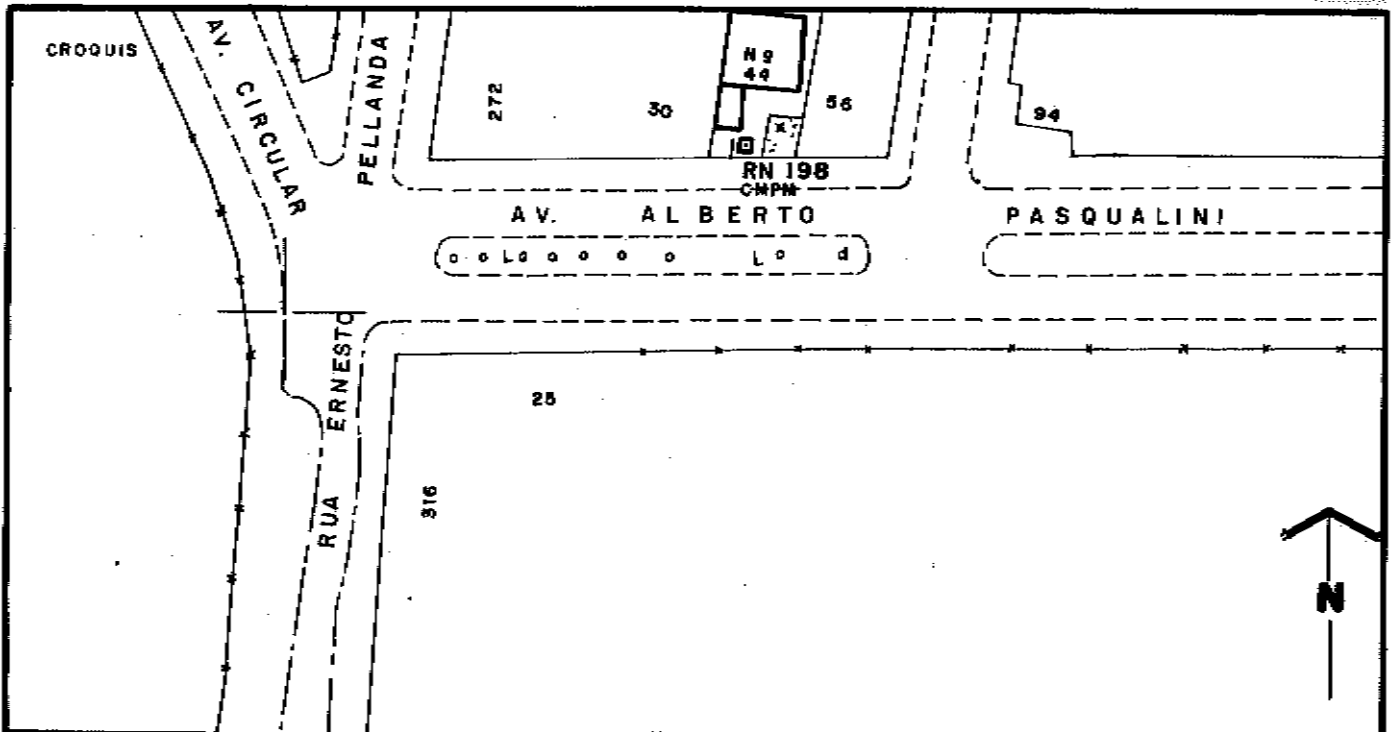 CROQUIS
AV. CIRCULAR
PELLANDA
272
30
Nº
44
56
94
RN 198
CMPM
AV. ALBERTO PASQUALINI
L
L
d
RUA ERNESTO
25
316
N